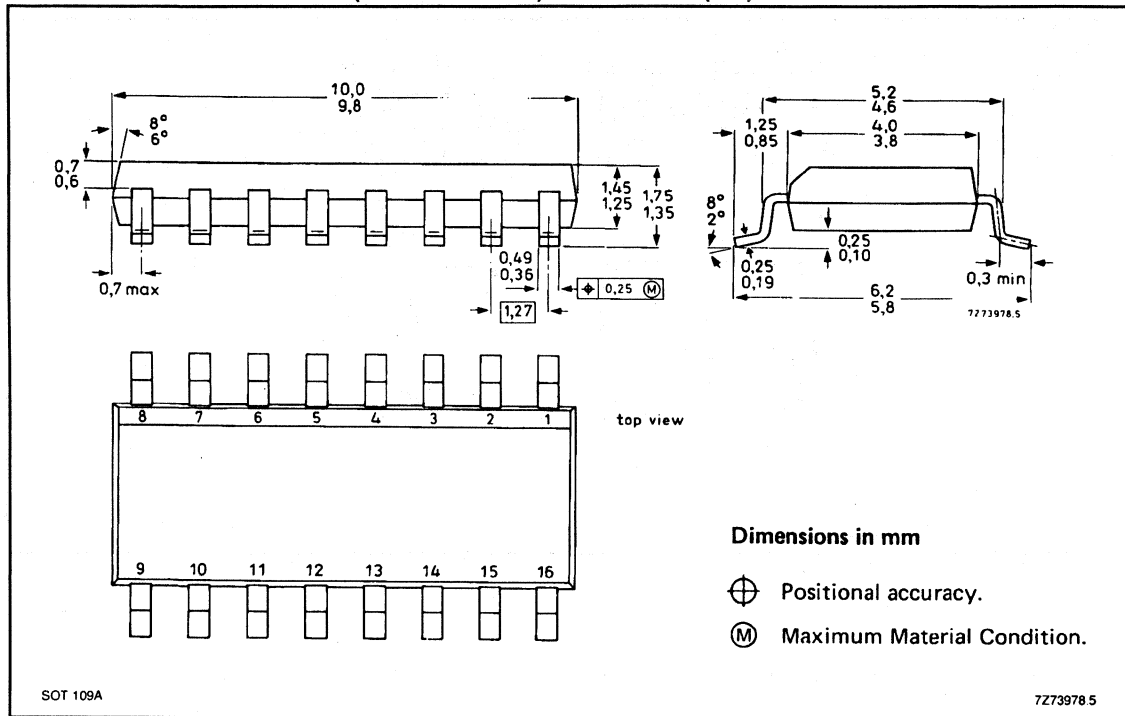 10,0
9,8
8°
6°
0,7
0,6
1,45
1,25
1,75
1,35
0,49
0,36
0,7 max
0,25 Ⓜ
1,27
5,2
4,6
1,25
0,85
4,0
3,8
8°
2°
0,25
0,10
0,25
0,19
0,3 min
6,2
5,8
7Z73978.5
8 7 6 5 4 3 2 1
top view
9 10 11 12 13 14 15 16
Dimensions in mm
Positional accuracy.
Ⓜ Maximum Material Condition.
SOT 109A
7Z73978.5